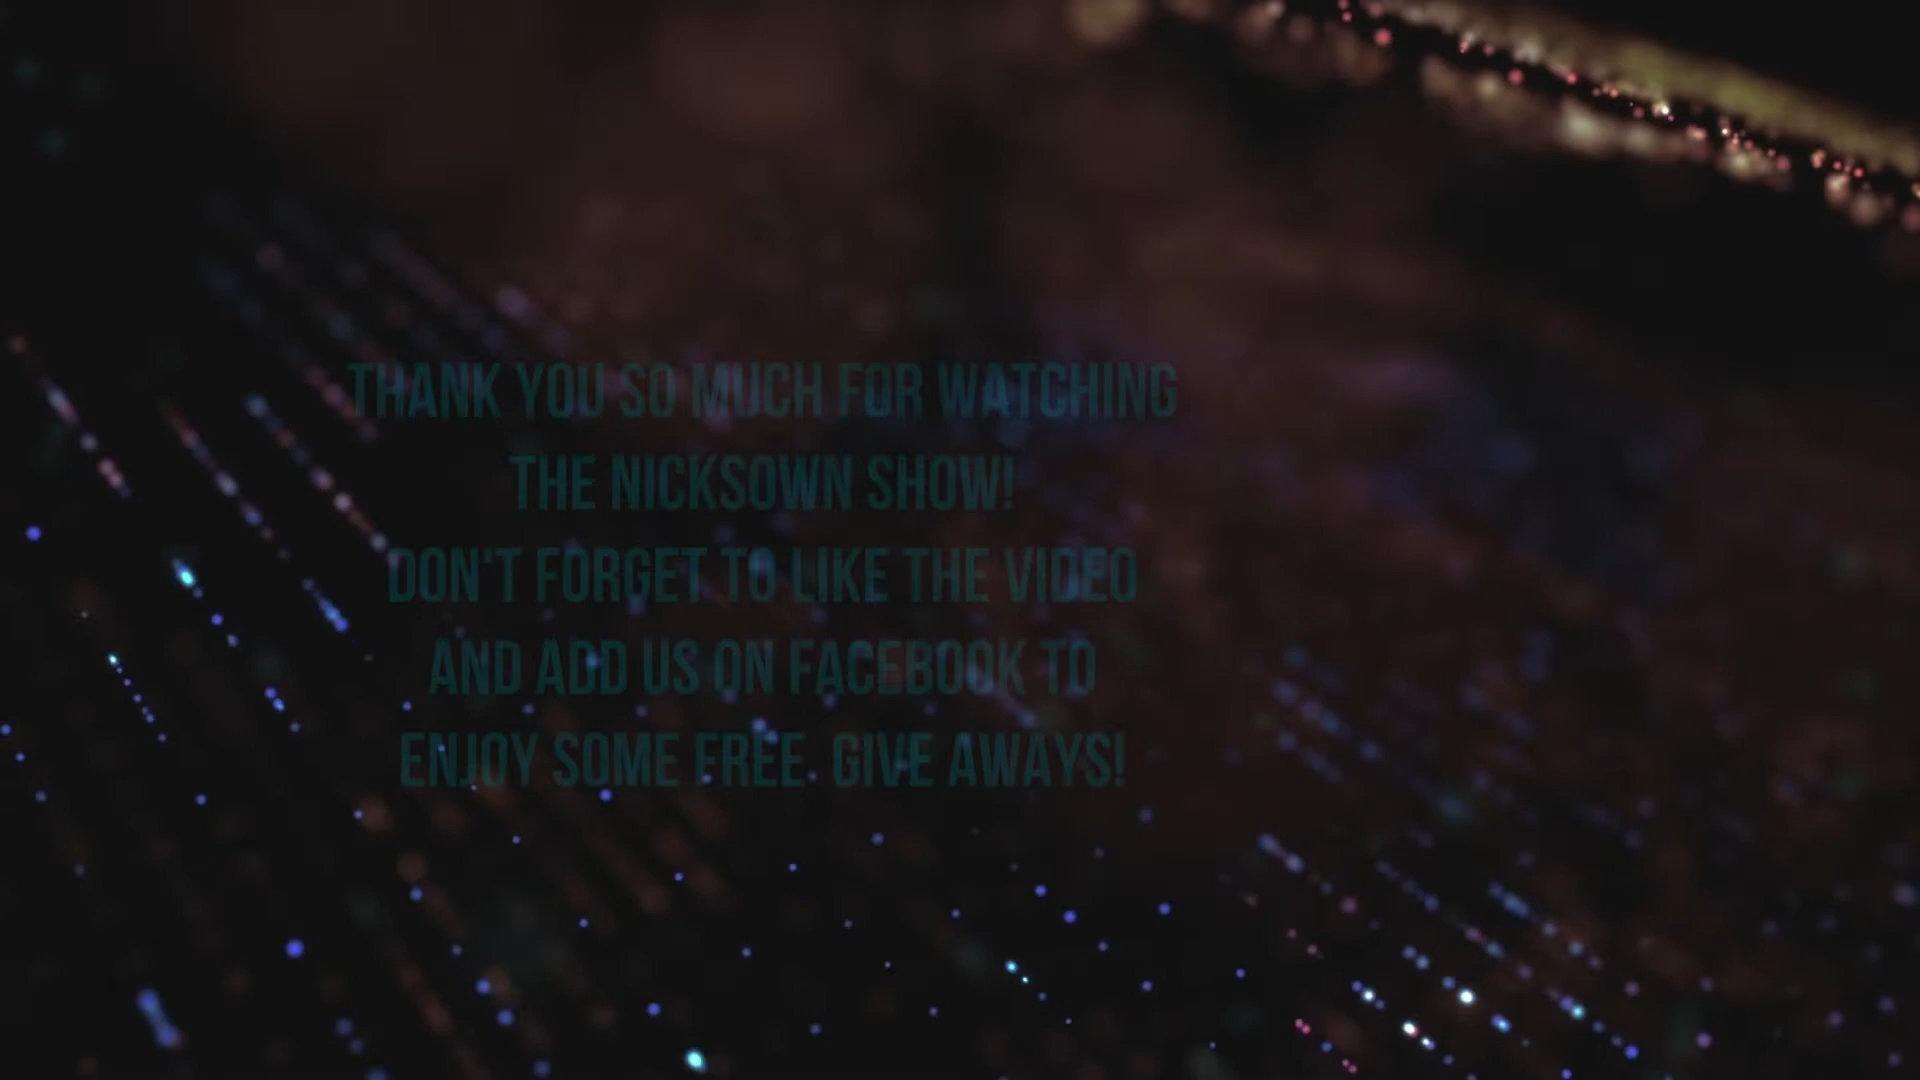 THANK YOU SO MUCH FOR WATCHING
THE NICKSOWN SHOW!
DON'T FORGET TO LIKE THE VIDEO
AND ADD US ON FACEBOOK TO
ENJOY SOME FREE  GIVE AWAYS!